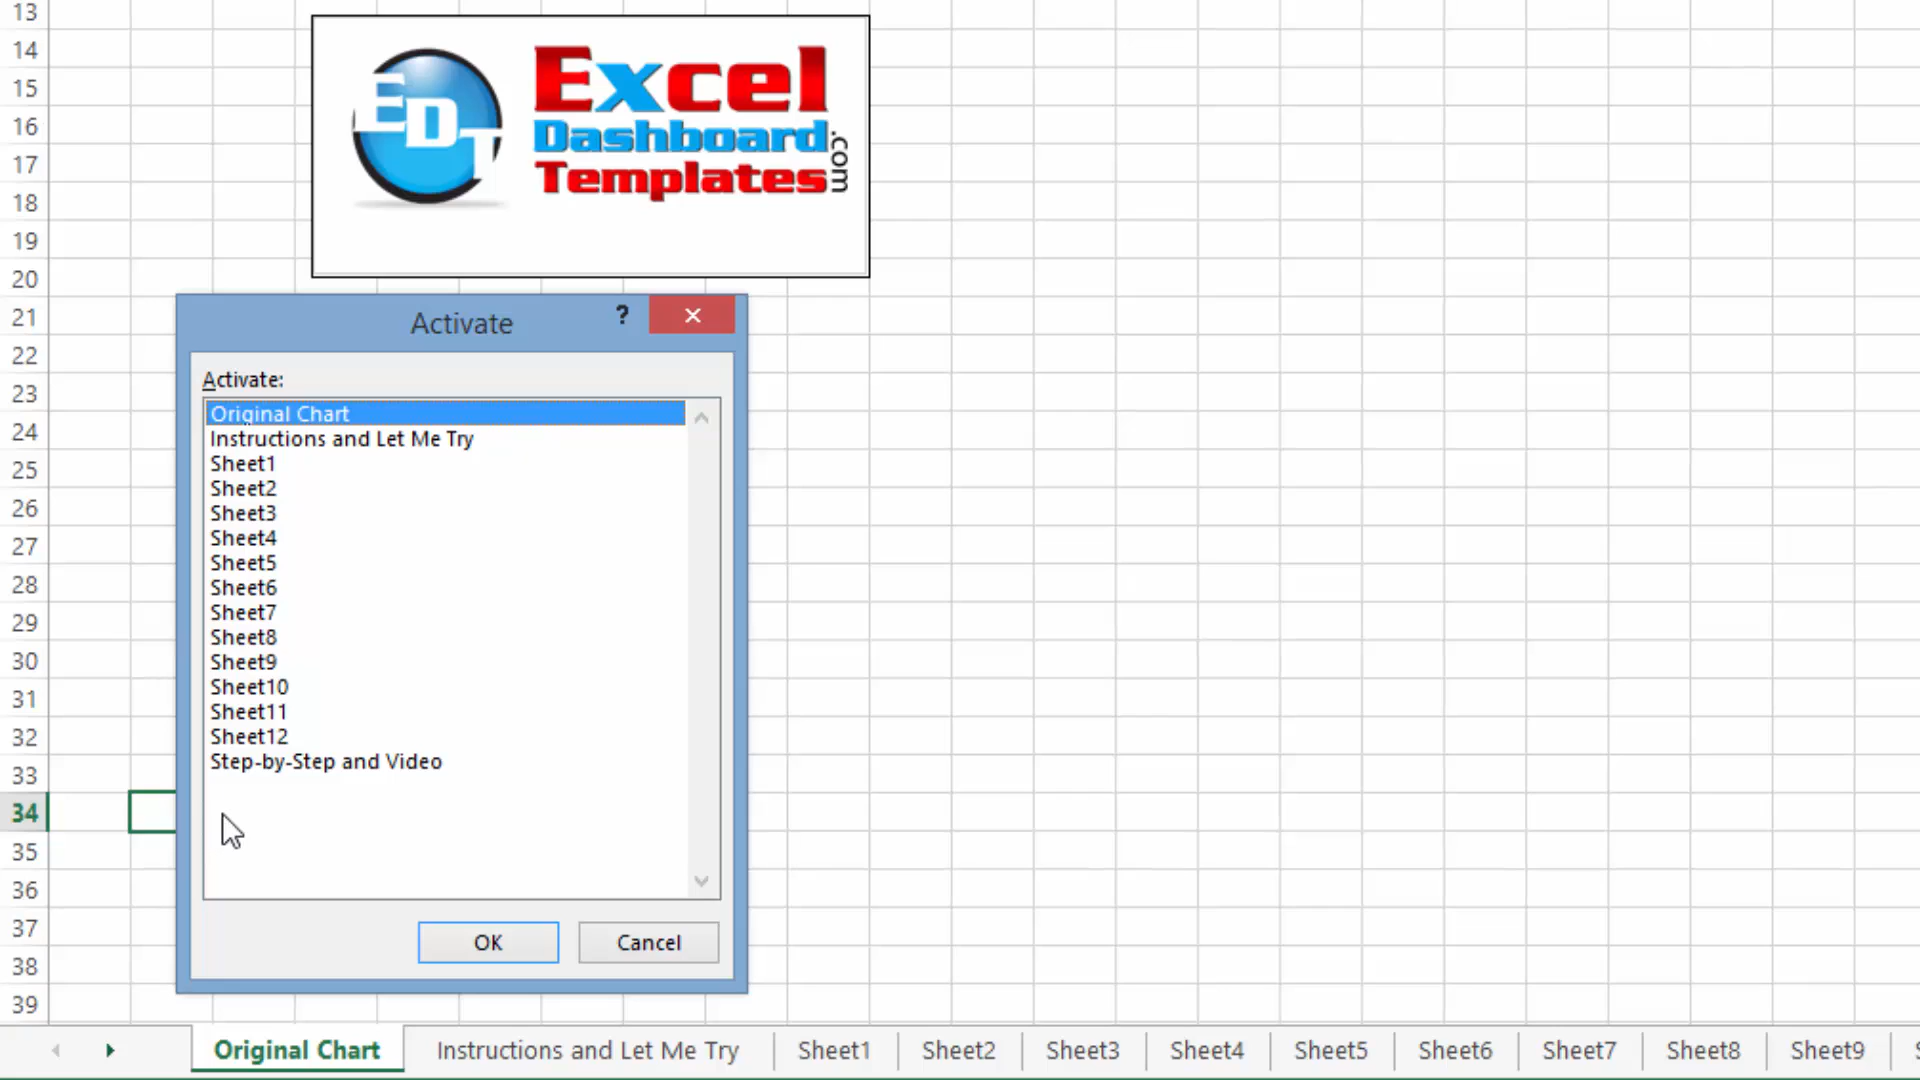 13
14
15
16
17
18
19
20
21
22
23
24
25
26
27
28
29
30
31
32
33
34
35
36
37
38
39
EDT
Excel
Dashboard
Templates
.com
Activate
?
Activate:
Original Chart
Instructions and Let Me Try
Sheet1
Sheet2
Sheet3
Sheet4
Sheet5
Sheet6
Sheet7
Sheet8
Sheet9
Sheet10
Sheet11
Sheet12
Step-by-Step and Video
OK Cancel
Original Chart Instructions and Let Me Try Sheet1 Sheet2 Sheet3 Sheet4 Sheet5 Sheet6 Sheet7 Sheet8 Sheet9